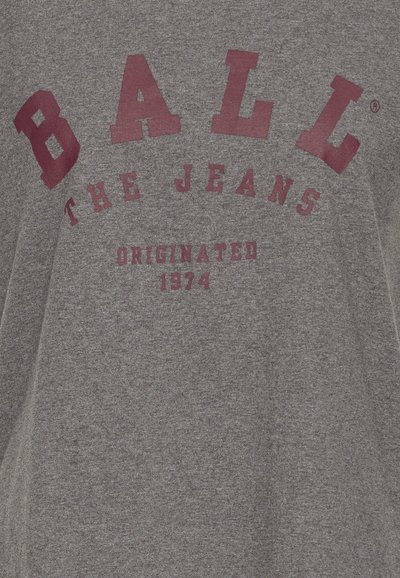 BALL®
THE JEANS
ORIGINATED
1974